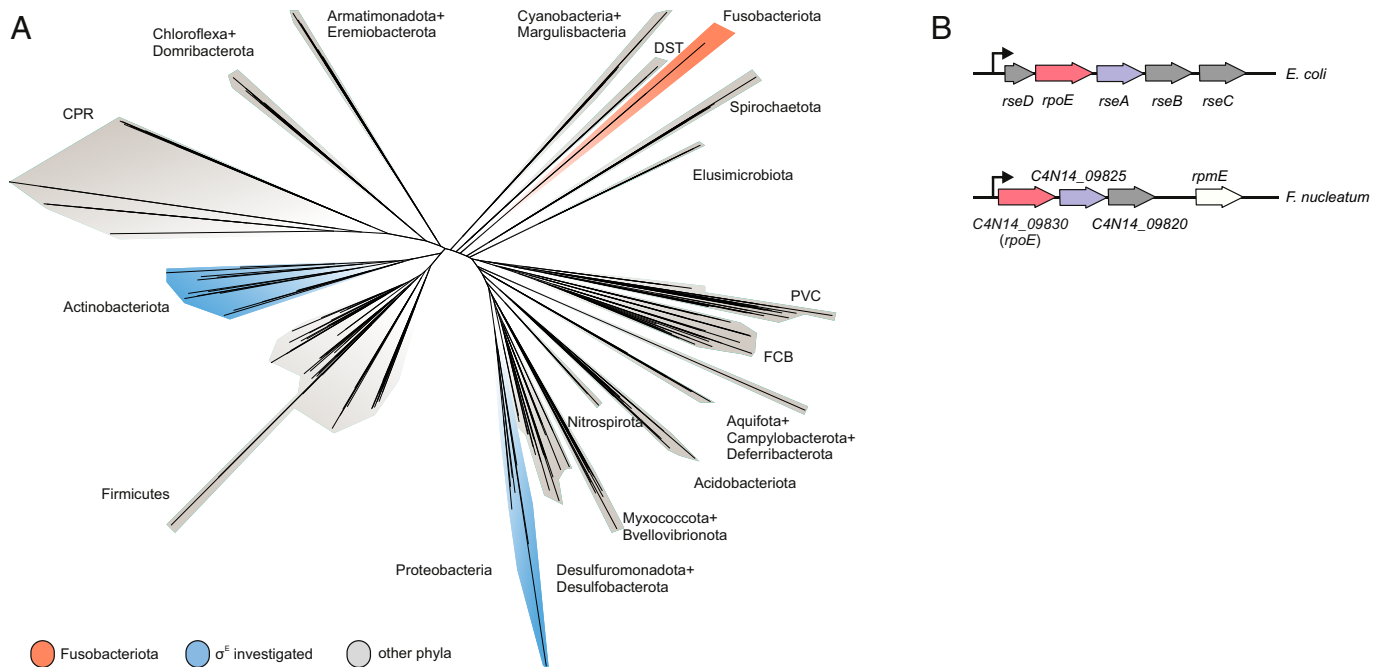 A
Armatimonadota+
Eremiobacterota
Chloroflexa+
Domribacterota
CPR
Cyanobacteria+
Margulisbacteria
DST
Fusobacteriota
Spirochaetota
Elusimicrobiota
Actinobacteriota
PVC
FCB
Nitrospirota
Aquifota+
Campylobacterota+
Deferribacterota
Acidobacteriota
Firmicutes
Myxococcota+
Bvellovibrionota
Proteobacteria
Desulfuromonadota+
Desulfobacterota
Fusobacteriota
σᴱ investigated
other phyla
B
E. coli
rseD rpoE rseA rseB rseC
C4N14_09825 rpmE
F. nucleatum
C4N14_09830 C4N14_09820
(rpoE)